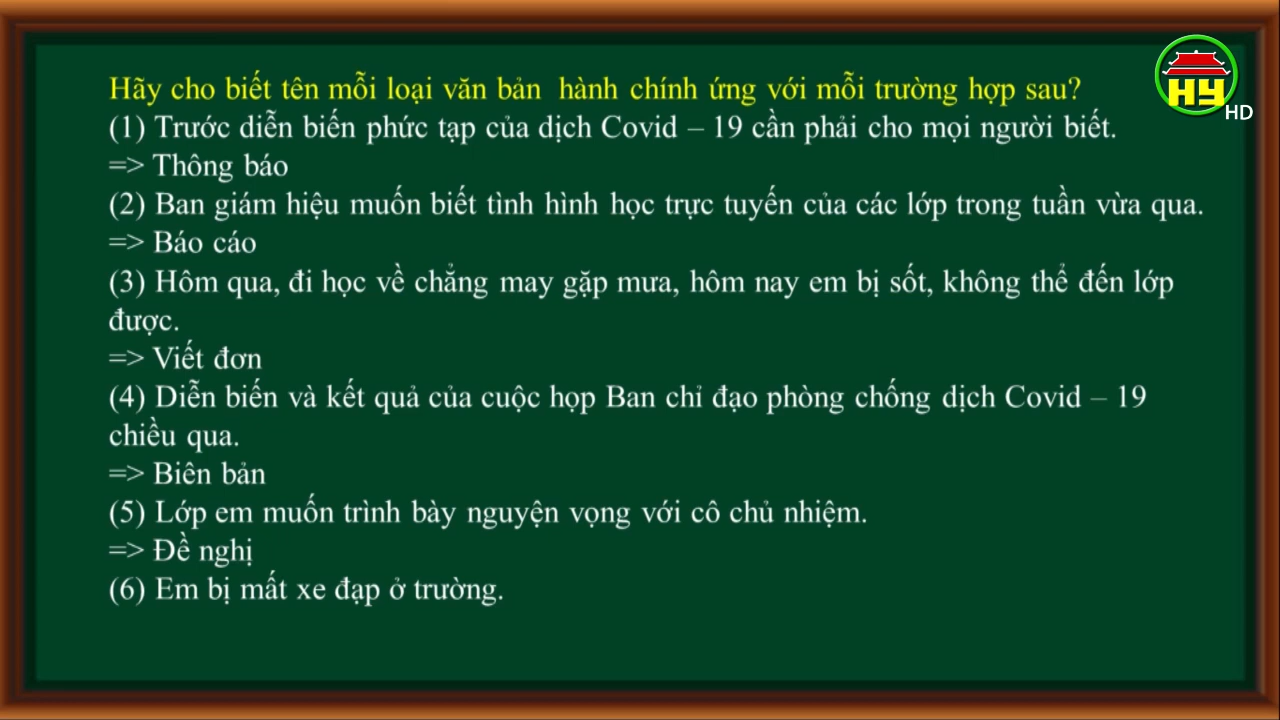 Hãy cho biết tên mỗi loại văn bản hành chính ứng với mỗi trường hợp sau?
(1) Trước diễn biến phức tạp của dịch Covid – 19 cần phải cho mọi người biết.
=> Thông báo
(2) Ban giám hiệu muốn biết tình hình học trực tuyến của các lớp trong tuần vừa qua.
=> Báo cáo
(3) Hôm qua, đi học về chẳng may gặp mưa, hôm nay em bị sốt, không thể đến lớp
được.
=> Viết đơn
(4) Diễn biến và kết quả của cuộc họp Ban chỉ đạo phòng chống dịch Covid – 19
chiều qua.
=> Biên bản
(5) Lớp em muốn trình bày nguyện vọng với cô chủ nhiệm.
=> Đề nghị
(6) Em bị mất xe đạp ở trường.
HY
HD